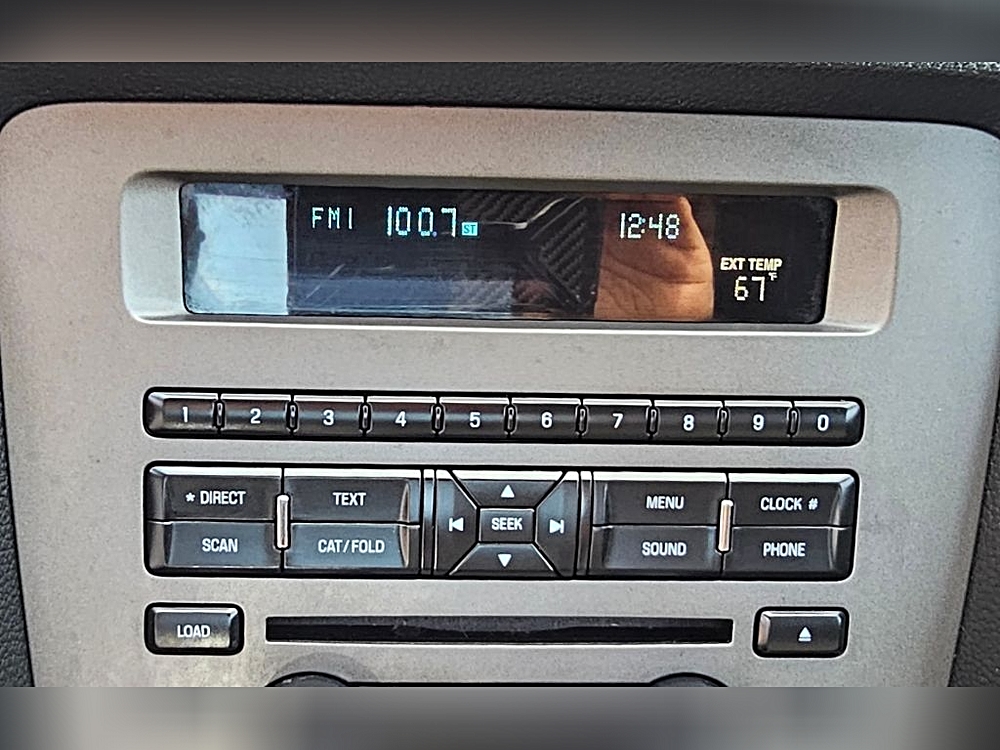 FM1 100.7 ST 12:48
EXT TEMP
67°F
1 2 3 4 5 6 7 8 9 0
* DIRECT TEXT MENU CLOCK #
SEEK
SCAN CAT/FOLD SOUND PHONE
LOAD